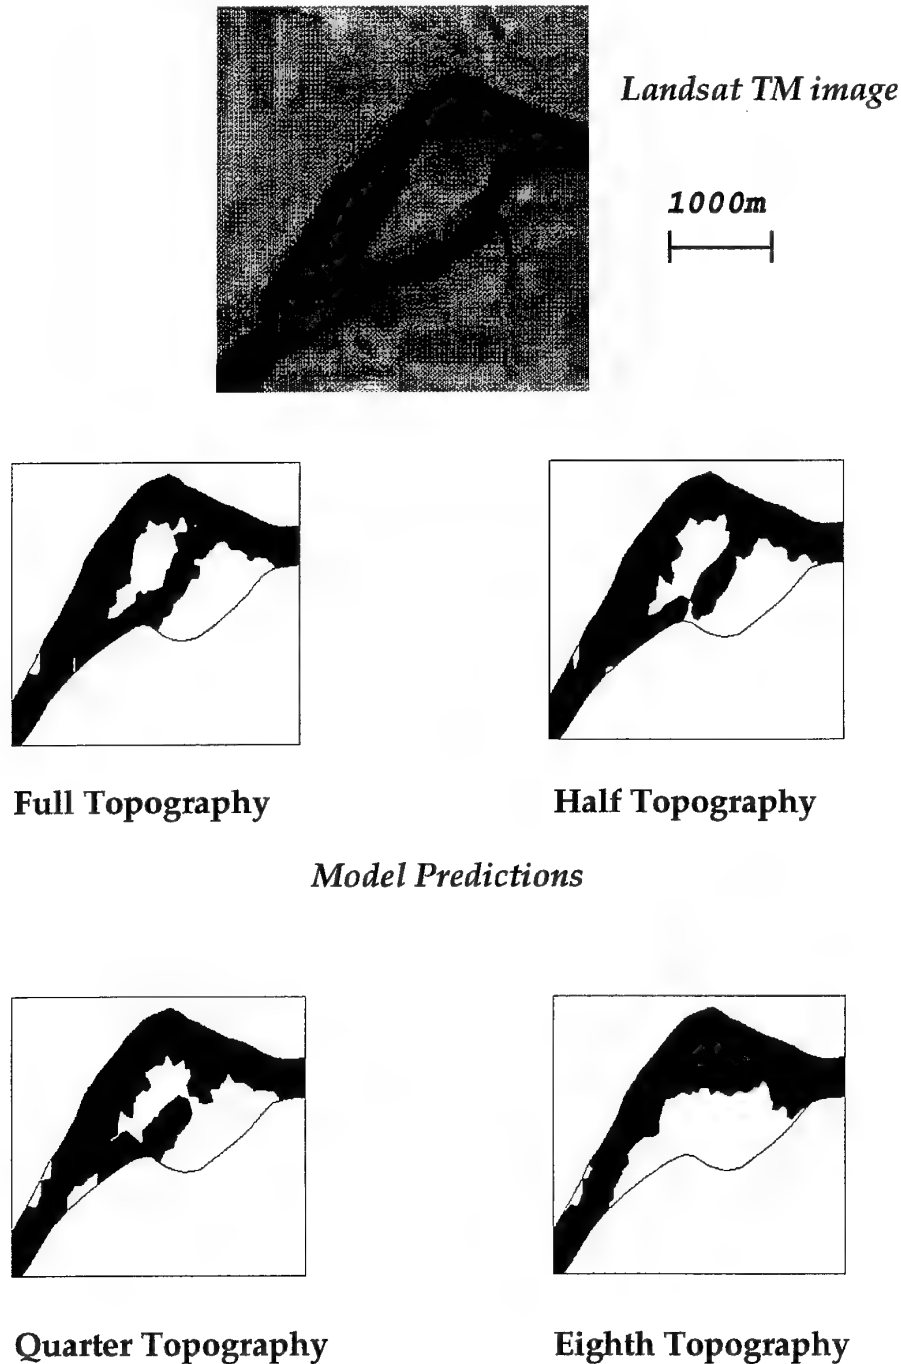 Landsat TM image
1000m
Full Topography
Half Topography
Model Predictions
Quarter Topography
Eighth Topography